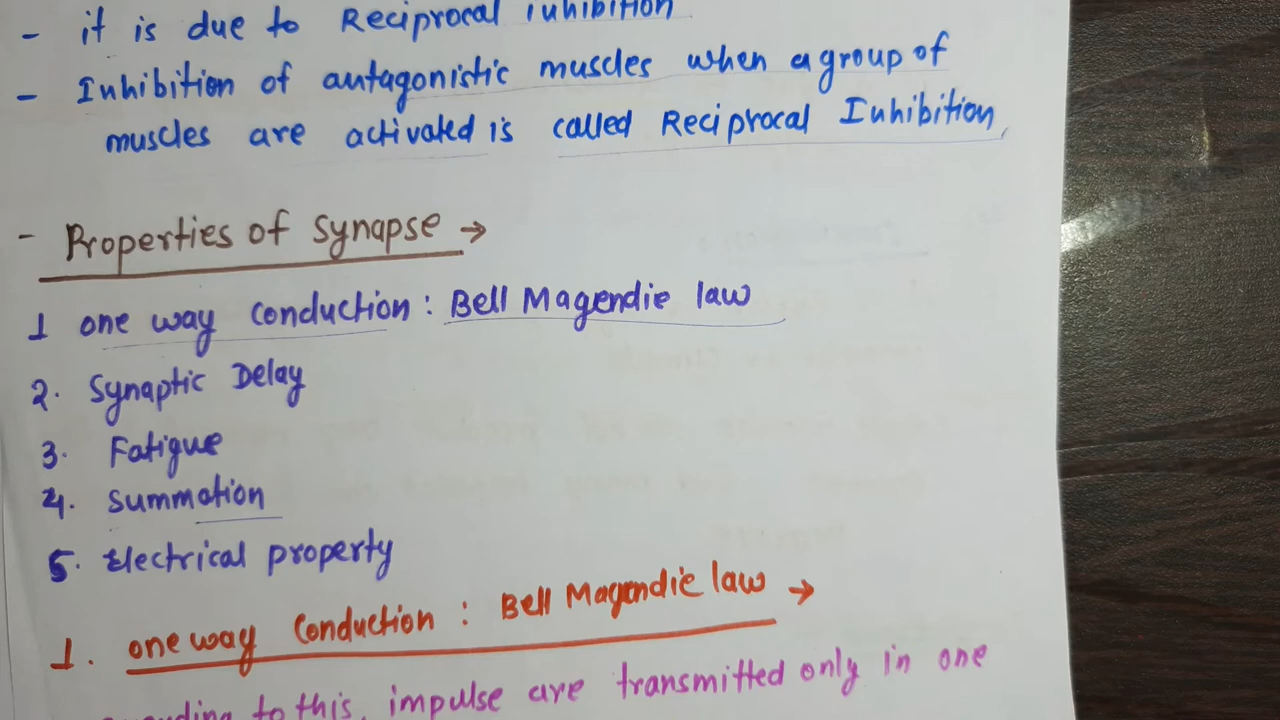 - it is due to Reciprocal inhibition
- Inhibition of antagonistic muscles when a group of
muscles are activated is called Reciprocal Inhibition,
- Properties of Synapse →
1 one way conduction : Bell Magendie law
2. Synaptic Delay
3. Fatigue
4. Summation
5. Electrical property
1. one way Conduction : Bell Magendie law →
to this, impulse are transmitted only in one